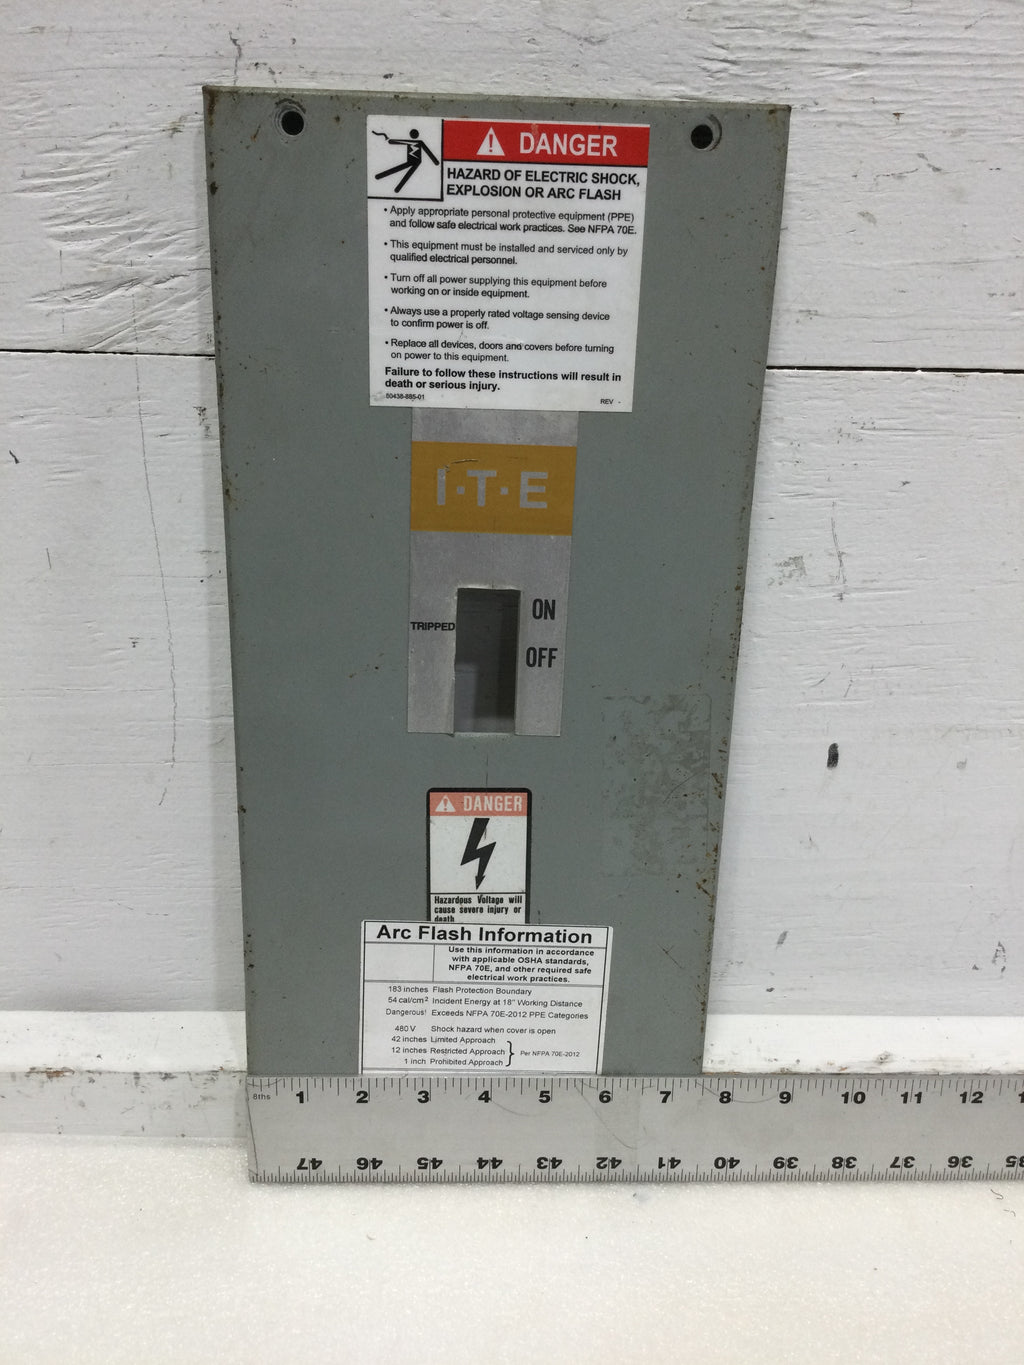 DANGER
HAZARD OF ELECTRIC SHOCK,
EXPLOSION OR ARC FLASH
• Apply appropriate personal protective equipment (PPE)
and follow safe electrical work practices. See NFPA 70E.
• This equipment must be installed and serviced only by
qualified electrical personnel.
• Turn off all power supplying this equipment before
working on or inside equipment.
• Always use a properly rated voltage sensing device
to confirm power is off.
• Replace all devices, doors and covers before turning
on power to this equipment.
Failure to follow these instructions will result in
death or serious injury.
60438-885-01 REV -
I·T·E
ON
TRIPPED
OFF
DANGER
Hazardous Voltage will
cause severe injury or
death
Arc Flash Information
Use this information in accordance
with applicable OSHA standards,
NFPA 70E, and other required safe
electrical work practices.
183 inches Flash Protection Boundary
54 cal/cm² Incident Energy at 18" Working Distance
Dangerous! Exceeds NFPA 70E-2012 PPE Categories
480 V Shock hazard when cover is open
42 inches Limited Approach
12 inches Restricted Approach
1 inch Prohibited Approach
Per NFPA 70E-2012
8ths 1 2 3 4 5 6 7 8 9 10 11 12 1
47 46 45 44 43 42 41 40 39 38 37 36 35